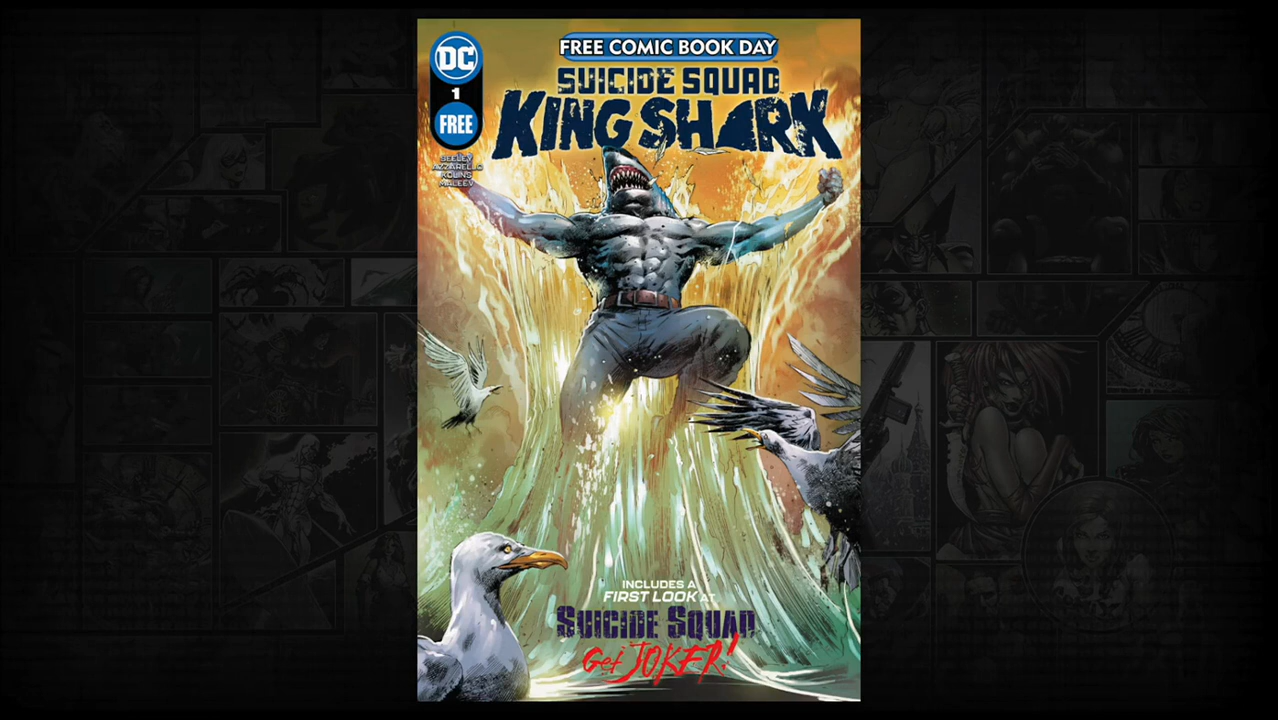 DC
1
FREE
SEELEY
AZZARELLO
KOLINS
MALEEV
FREE COMIC BOOK DAY
SUICIDE SQUAD
KING SHARK
INCLUDES A
FIRST LOOK AT
SUICIDE SQUAD
Get JOKER!